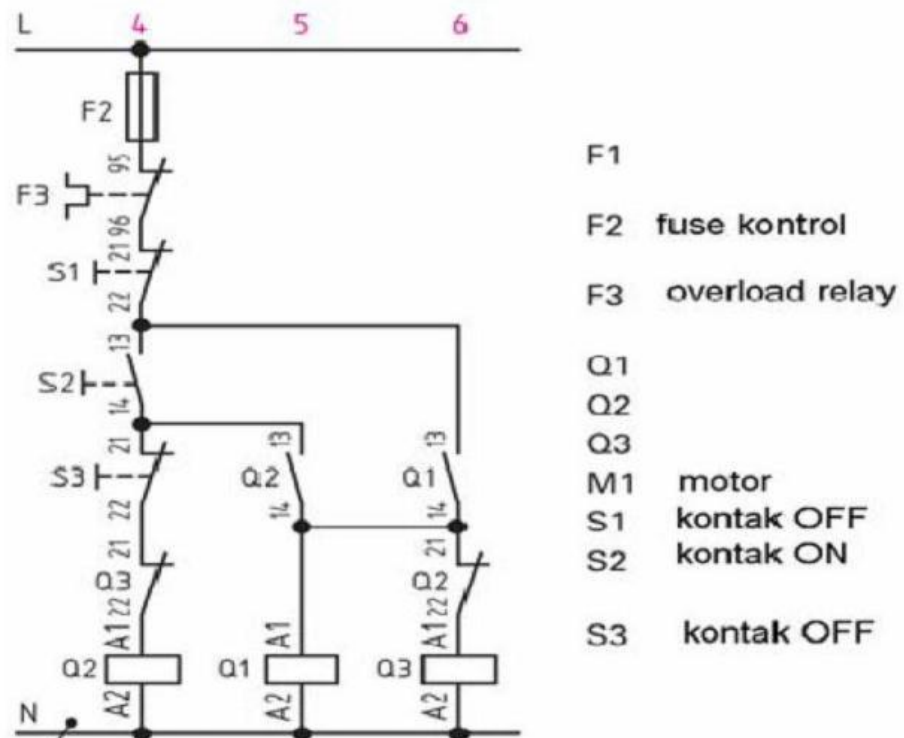 L 4 5 6
F2
95
F3
96
21
S1
22
13
S2
14
21 13 13
S3 Q2 Q1
22 14 14
21 21
Q3 Q2
22 22
A1 A1 A1
Q2 Q1 Q3
A2 A2 A2
N
F1
F2 fuse kontrol
F3 overload relay
Q1
Q2
Q3
M1 motor
S1 kontak OFF
S2 kontak ON
S3 kontak OFF